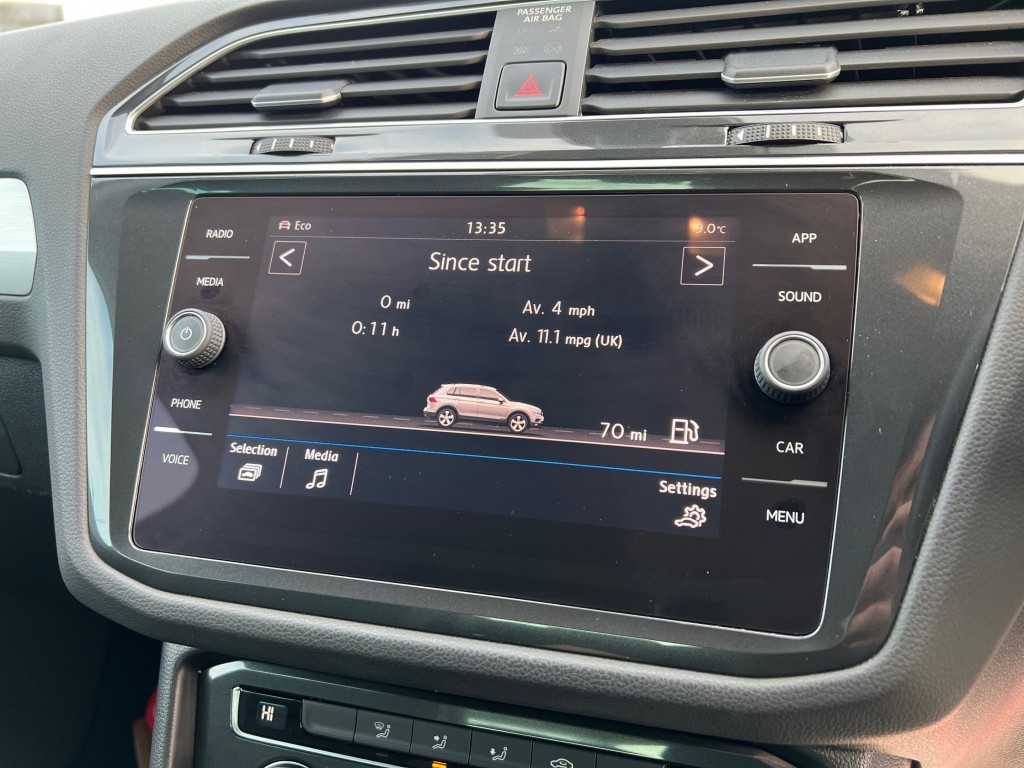 PASSENGER
AIR BAG
Eco
13:35
9.0°C
RADIO
MEDIA
PHONE
VOICE
Since start
0 mi
Av. 4 mph
0:11 h
Av. 11.1 mpg (UK)
70 mi
Selection
Media
Settings
APP
SOUND
CAR
MENU
HI